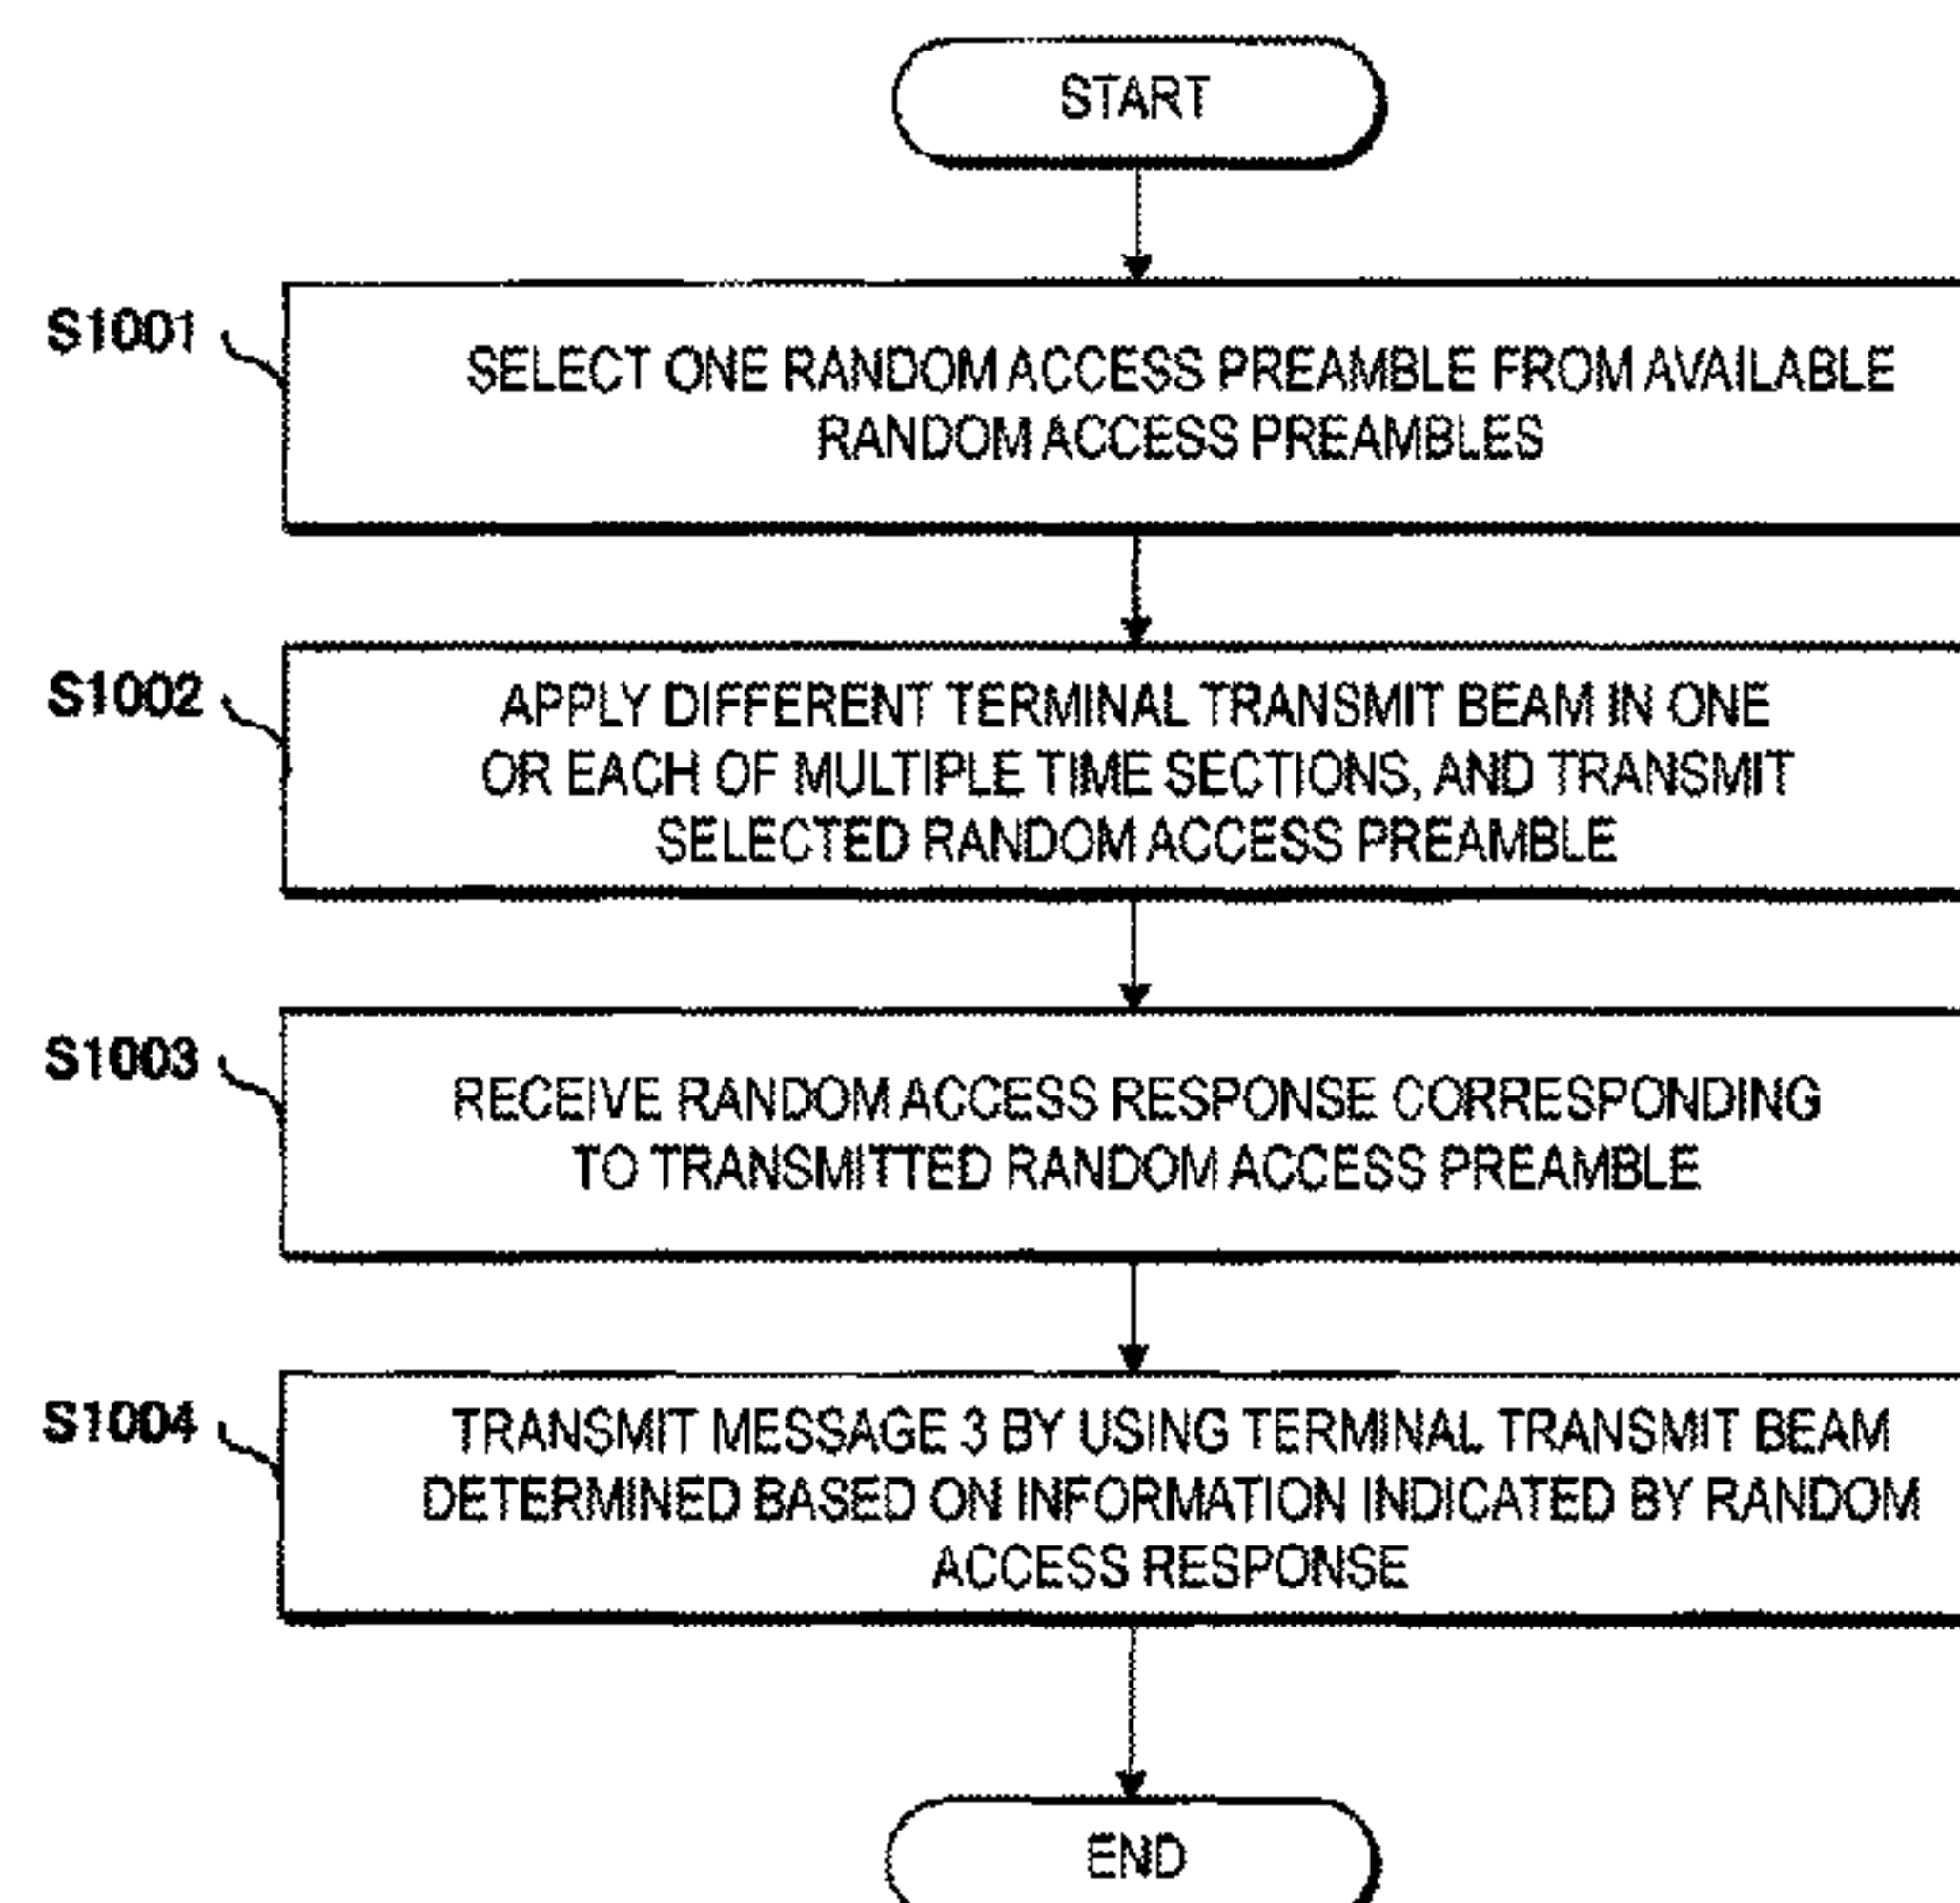 START
S1001
SELECT ONE RANDOM ACCESS PREAMBLE FROM AVAILABLE
RANDOM ACCESS PREAMBLES
S1002
APPLY DIFFERENT TERMINAL TRANSMIT BEAM IN ONE
OR EACH OF MULTIPLE TIME SECTIONS, AND TRANSMIT
SELECTED RANDOM ACCESS PREAMBLE
S1003
RECEIVE RANDOM ACCESS RESPONSE CORRESPONDING
TO TRANSMITTED RANDOM ACCESS PREAMBLE
S1004
TRANSMIT MESSAGE 3 BY USING TERMINAL TRANSMIT BEAM
DETERMINED BASED ON INFORMATION INDICATED BY RANDOM
ACCESS RESPONSE
END